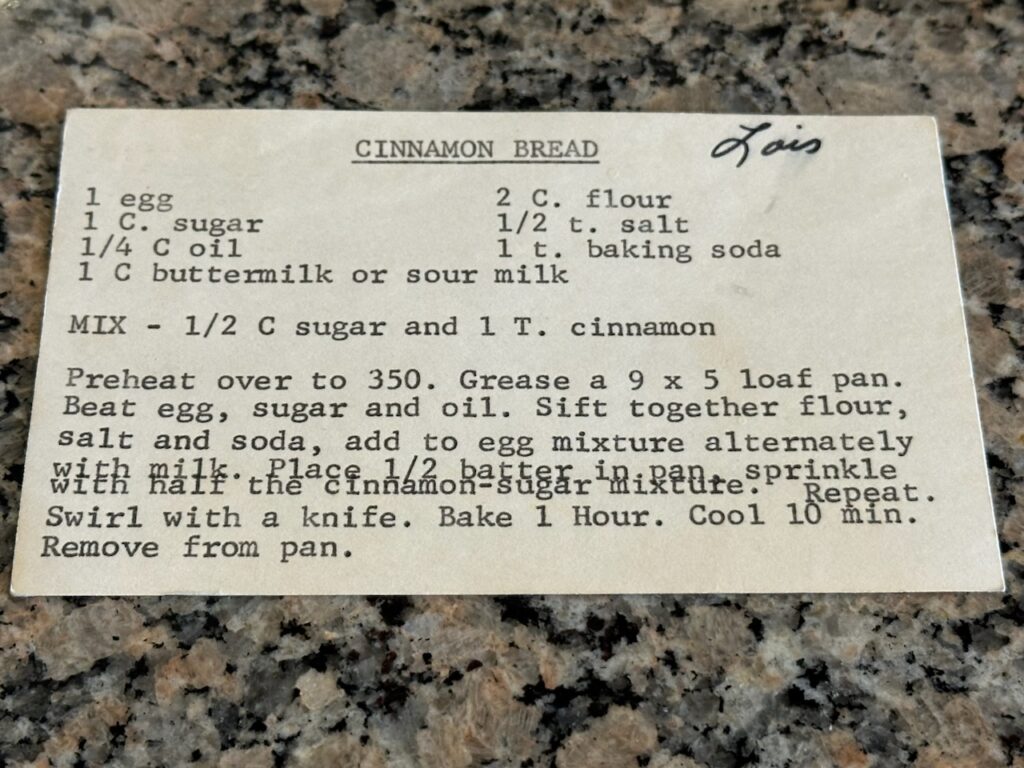 CINNAMON BREAD Lois
1 egg 2 C. flour
1 C. sugar 1/2 t. salt
1/4 C oil 1 t. baking soda
1 C buttermilk or sour milk
MIX - 1/2 C sugar and 1 T. cinnamon
Preheat over to 350. Grease a 9 x 5 loaf pan.
Beat egg, sugar and oil. Sift together flour,
salt and soda, add to egg mixture alternately
with milk. Place 1/2 batter in pan, sprinkle
with half the cinnamon-sugar mixture. Repeat.
Swirl with a knife. Bake 1 Hour. Cool 10 min.
Remove from pan.